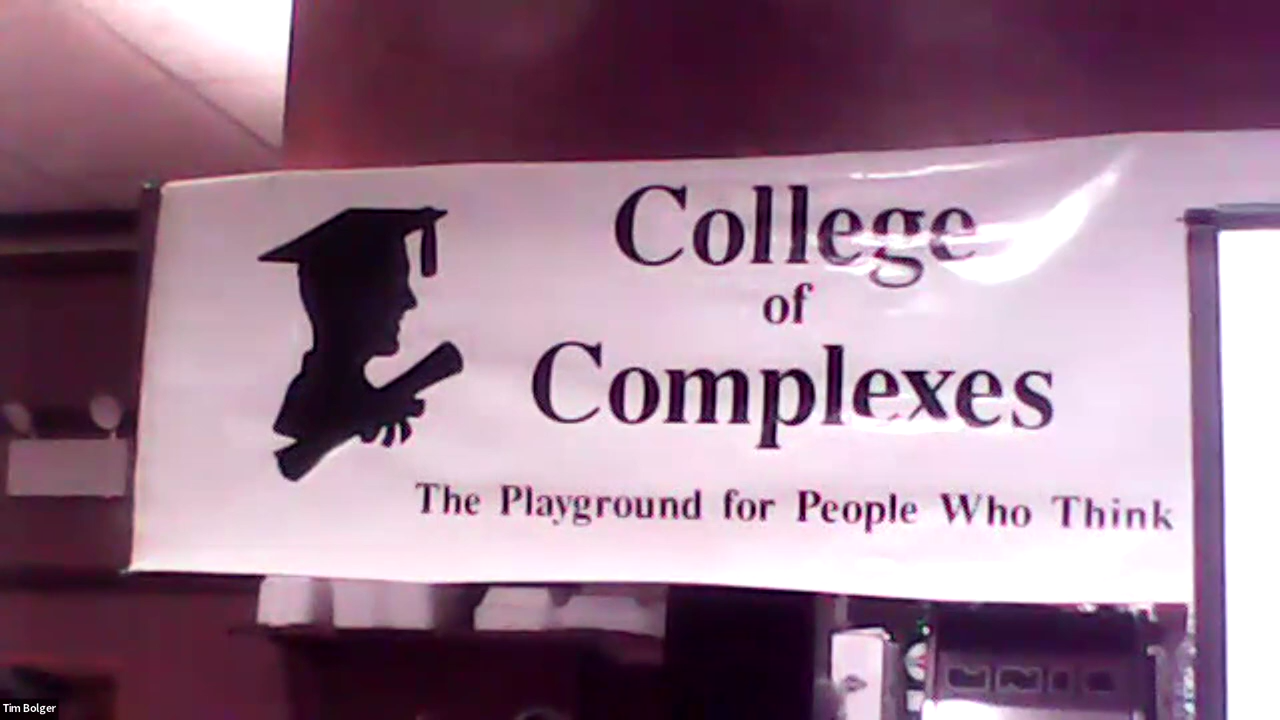 College
of
Complexes
The Playground for People Who Think
Tim Bolger